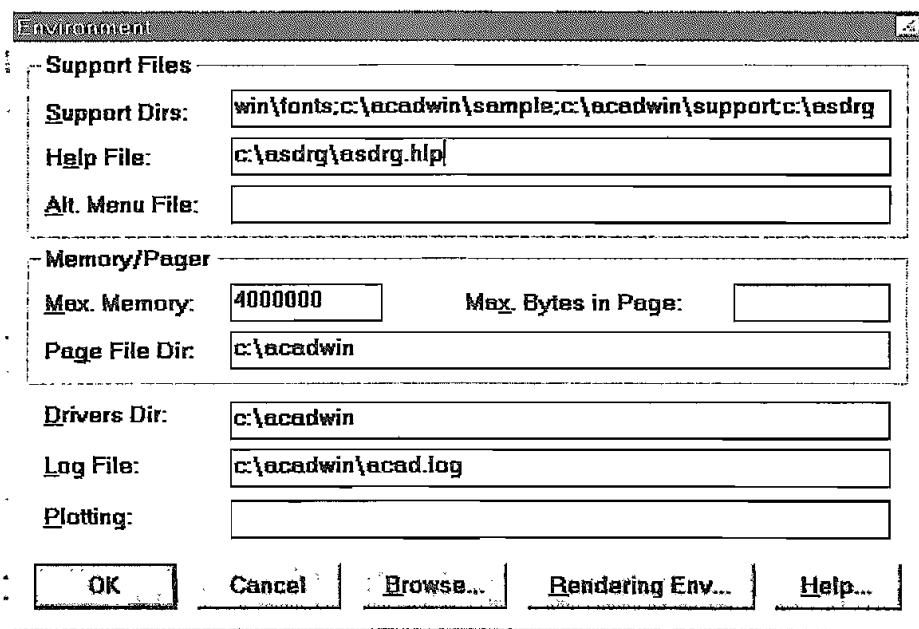 Environment
Support Files
Support Dirs: win\fonts;c:\acadwin\sample;c:\acadwin\support;c:\asdrg
Help File: c:\asdrg\asdrg.hlp
Alt. Menu File:
Memory/Pager
Max. Memory: 4000000 Max. Bytes in Page:
Page File Dir: c:\acadwin
Drivers Dir: c:\acadwin
Log File: c:\acadwin\acad.log
Plotting:
OK Cancel Browse... Rendering Env... Help...